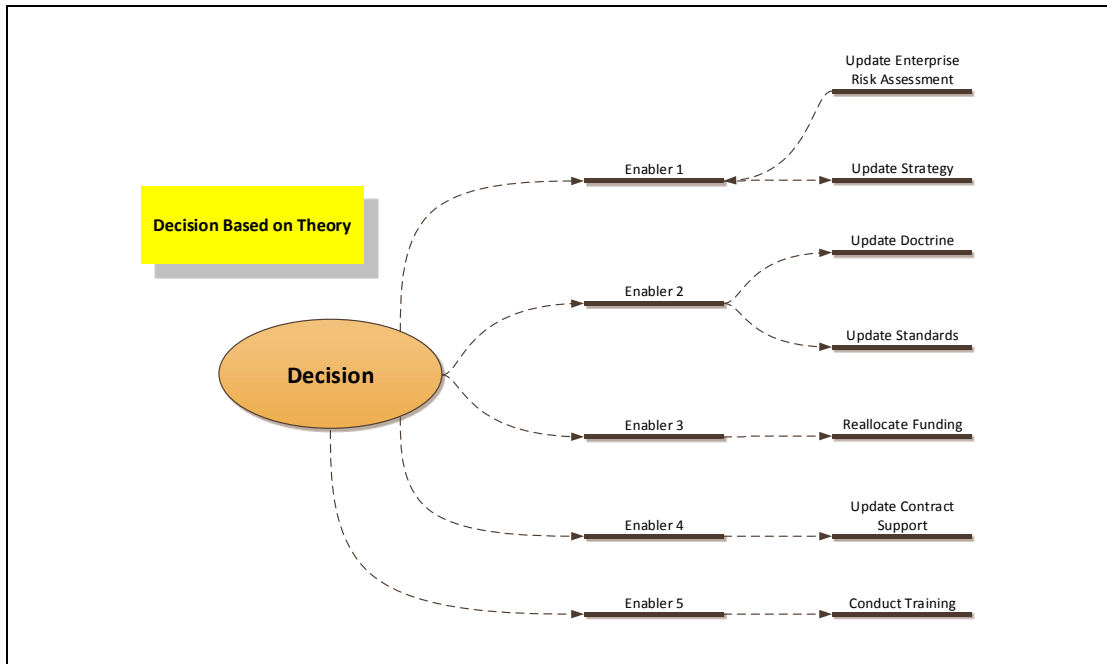 Update Enterprise
Risk Assessment
Enabler 1
Update Strategy
Decision Based on Theory
Update Doctrine
Enabler 2
Update Standards
Decision
Enabler 3
Reallocate Funding
Update Contract
Support
Enabler 4
Enabler 5
Conduct Training